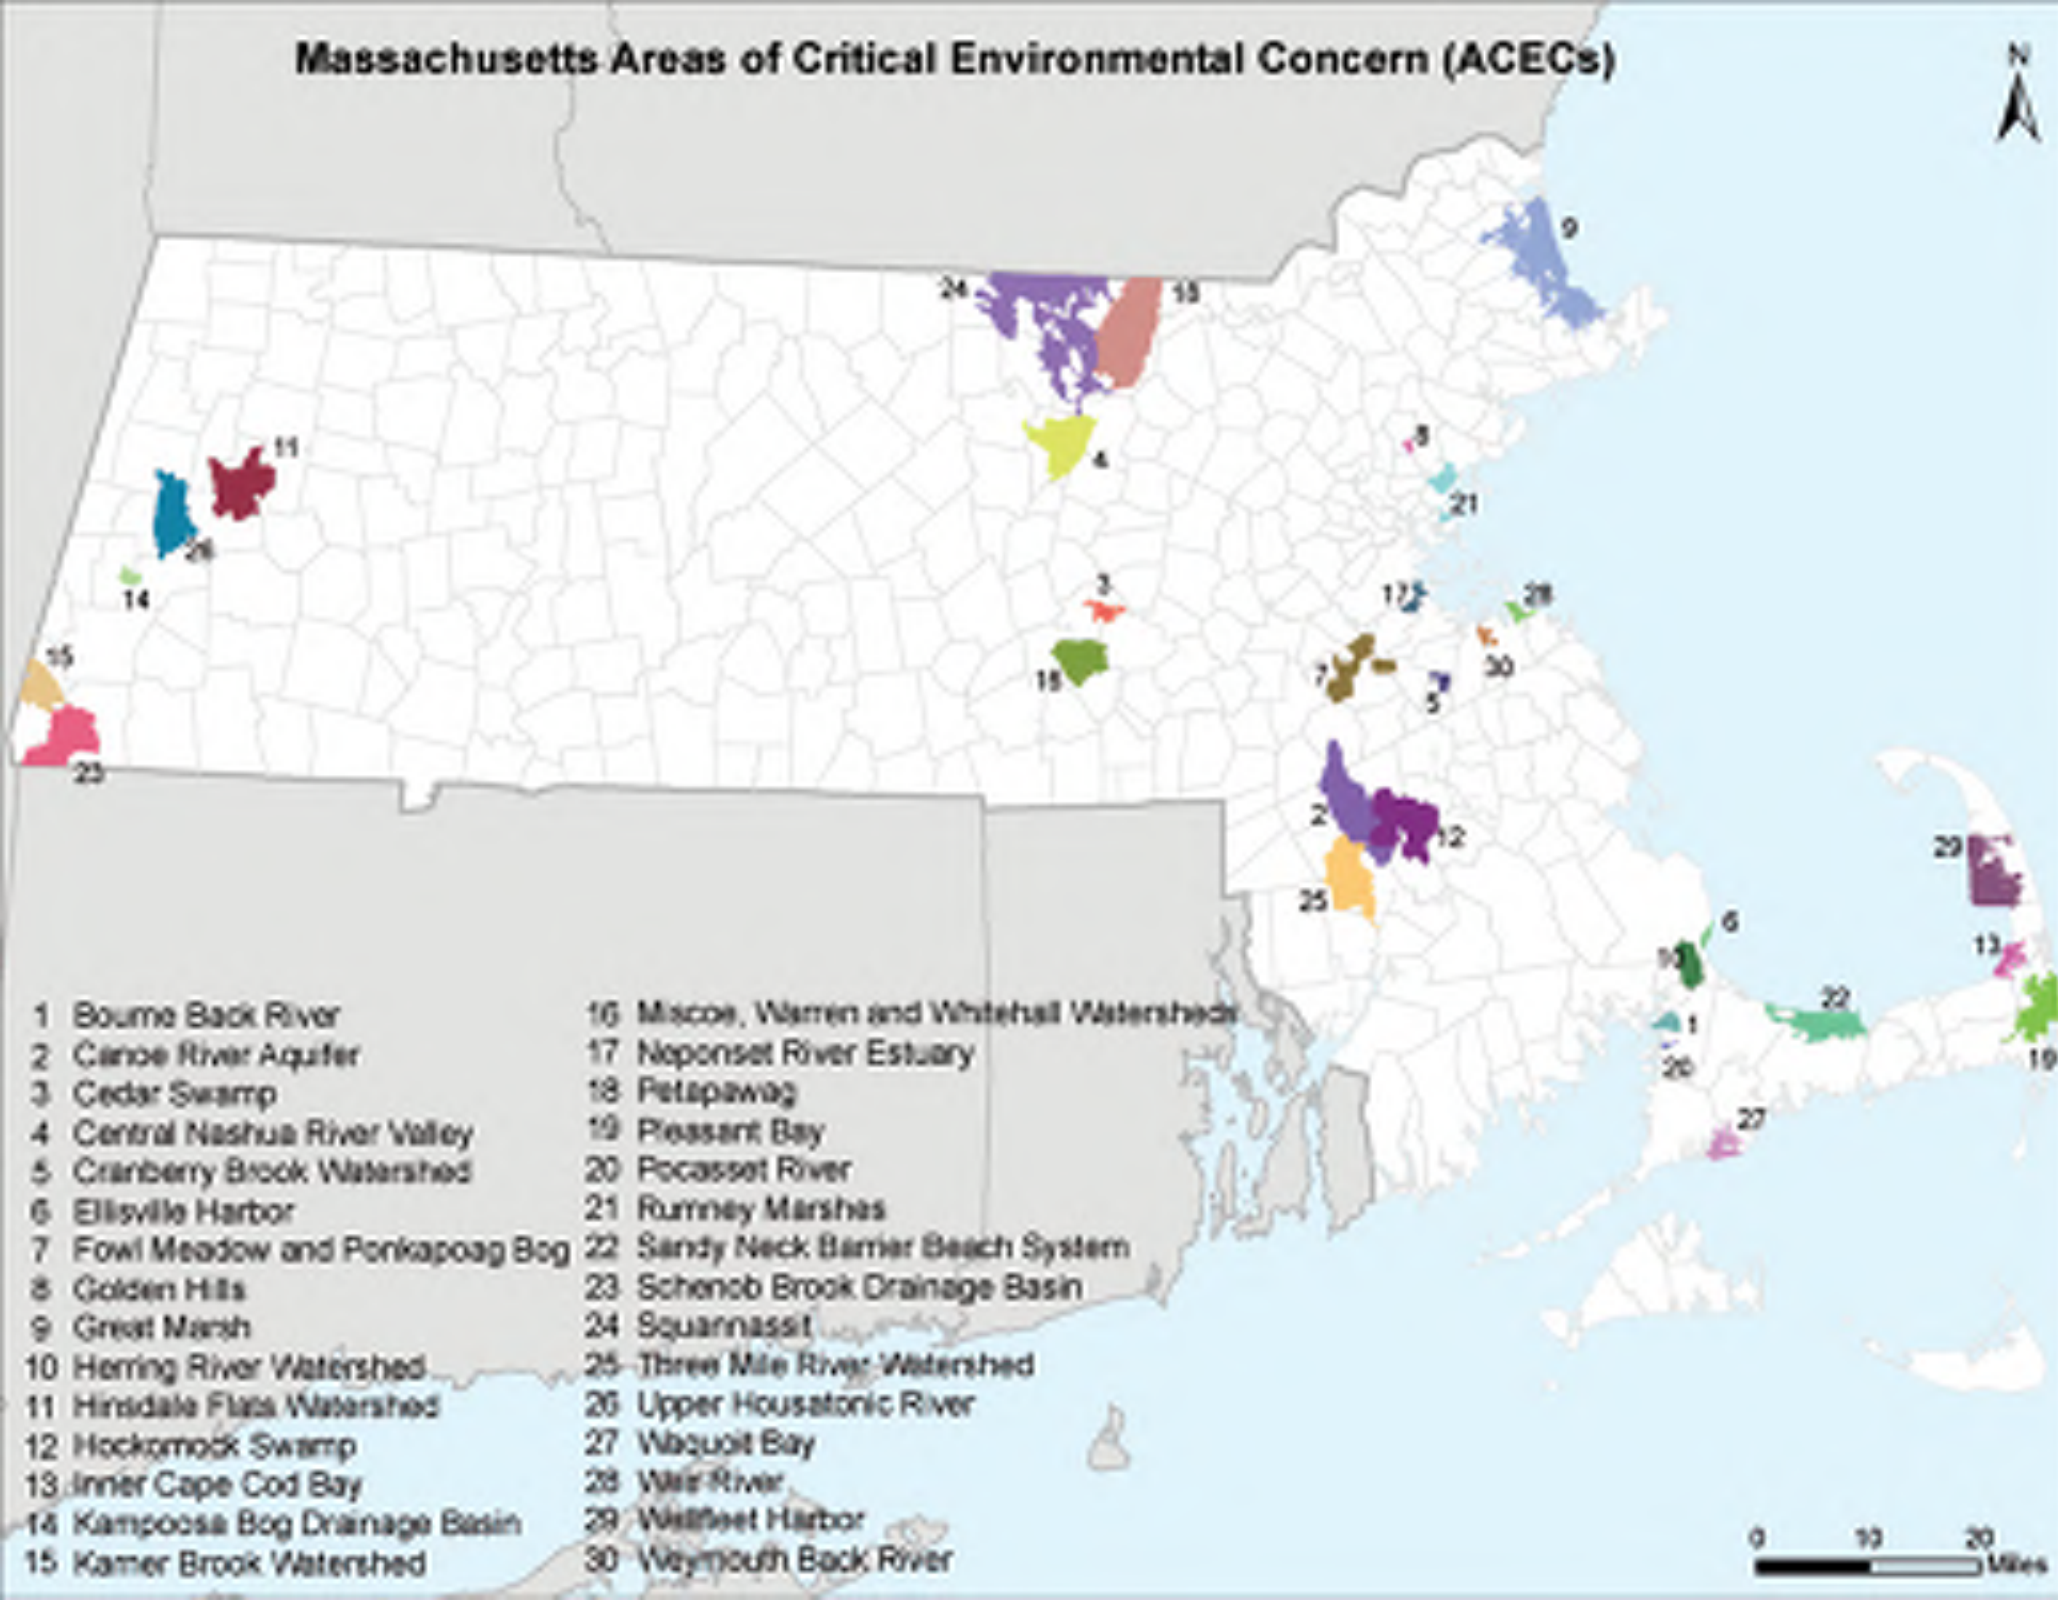 Massachusetts Areas of Critical Environmental Concern (ACECs)
N
9
24
18
11
4
8
21
26
14
3
17
28
15
16
7
30
5
23
2
12
29
25
6
13
10
22
1
19
20
27
1 Bourne Back River
2 Canoe River Aquifer
3 Cedar Swamp
4 Central Nashua River Valley
5 Cranberry Brook Watershed
6 Ellisville Harbor
7 Fowl Meadow and Ponkapoag Bog
8 Golden Hills
9 Great Marsh
10 Herring River Watershed
11 Hinsdale Flats Watershed
12 Hockomock Swamp
13 Inner Cape Cod Bay
14 Kampoosa Bog Drainage Basin
15 Karner Brook Watershed
16 Miscoe, Warren and Whitehall Watersheds
17 Neponset River Estuary
18 Petapawag
19 Pleasant Bay
20 Pocasset River
21 Rumney Marshes
22 Sandy Neck Barrier Beach System
23 Schenob Brook Drainage Basin
24 Squannassit
25 Three Mile River Watershed
26 Upper Housatonic River
27 Waquoit Bay
28 Weir River
29 Wellfleet Harbor
30 Weymouth Back River
0 10 20
Miles